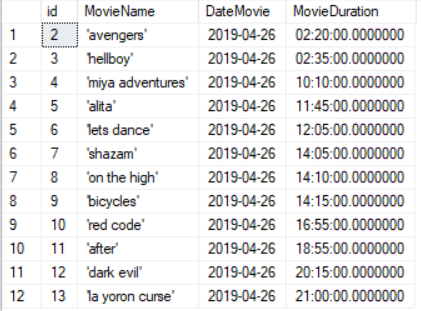 id MovieName DateMovie MovieDuration
1 2 'avengers' 2019-04-26 02:20:00.0000000
2 3 'hellboy' 2019-04-26 02:35:00.0000000
3 4 'miya adventures' 2019-04-26 10:10:00.0000000
4 5 'alita' 2019-04-26 11:45:00.0000000
5 6 'lets dance' 2019-04-26 12:05:00.0000000
6 7 'shazam' 2019-04-26 14:05:00.0000000
7 8 'on the high' 2019-04-26 14:10:00.0000000
8 9 'bicycles' 2019-04-26 14:15:00.0000000
9 10 'red code' 2019-04-26 16:55:00.0000000
10 11 'after' 2019-04-26 18:55:00.0000000
11 12 'dark evil' 2019-04-26 20:15:00.0000000
12 13 'la yoron curse' 2019-04-26 21:00:00.0000000